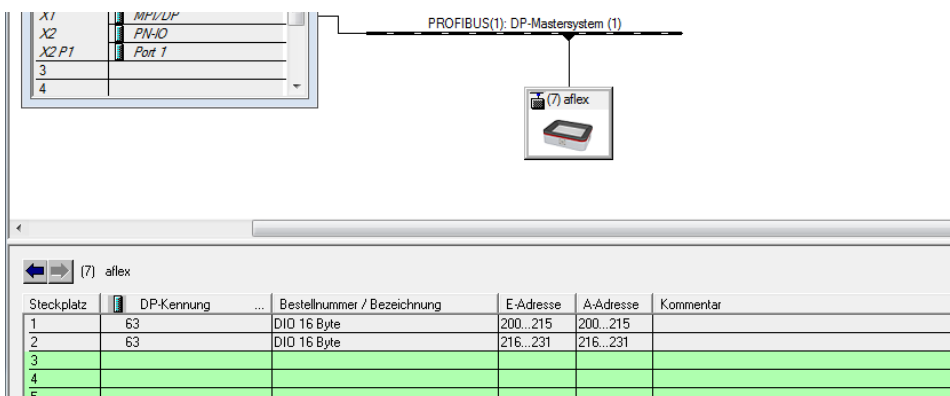 X1 MPI/DP
X2 PN-IO
X2 P1 Port 1
3
4
PROFIBUS(1): DP-Mastersystem (1)
(7) aflex
(7) aflex
Steckplatz DP-Kennung ... Bestellnummer / Bezeichnung E-Adresse A-Adresse Kommentar
1 63 DIO 16 Byte 200...215 200...215
2 63 DIO 16 Byte 216...231 216...231
3
4
5